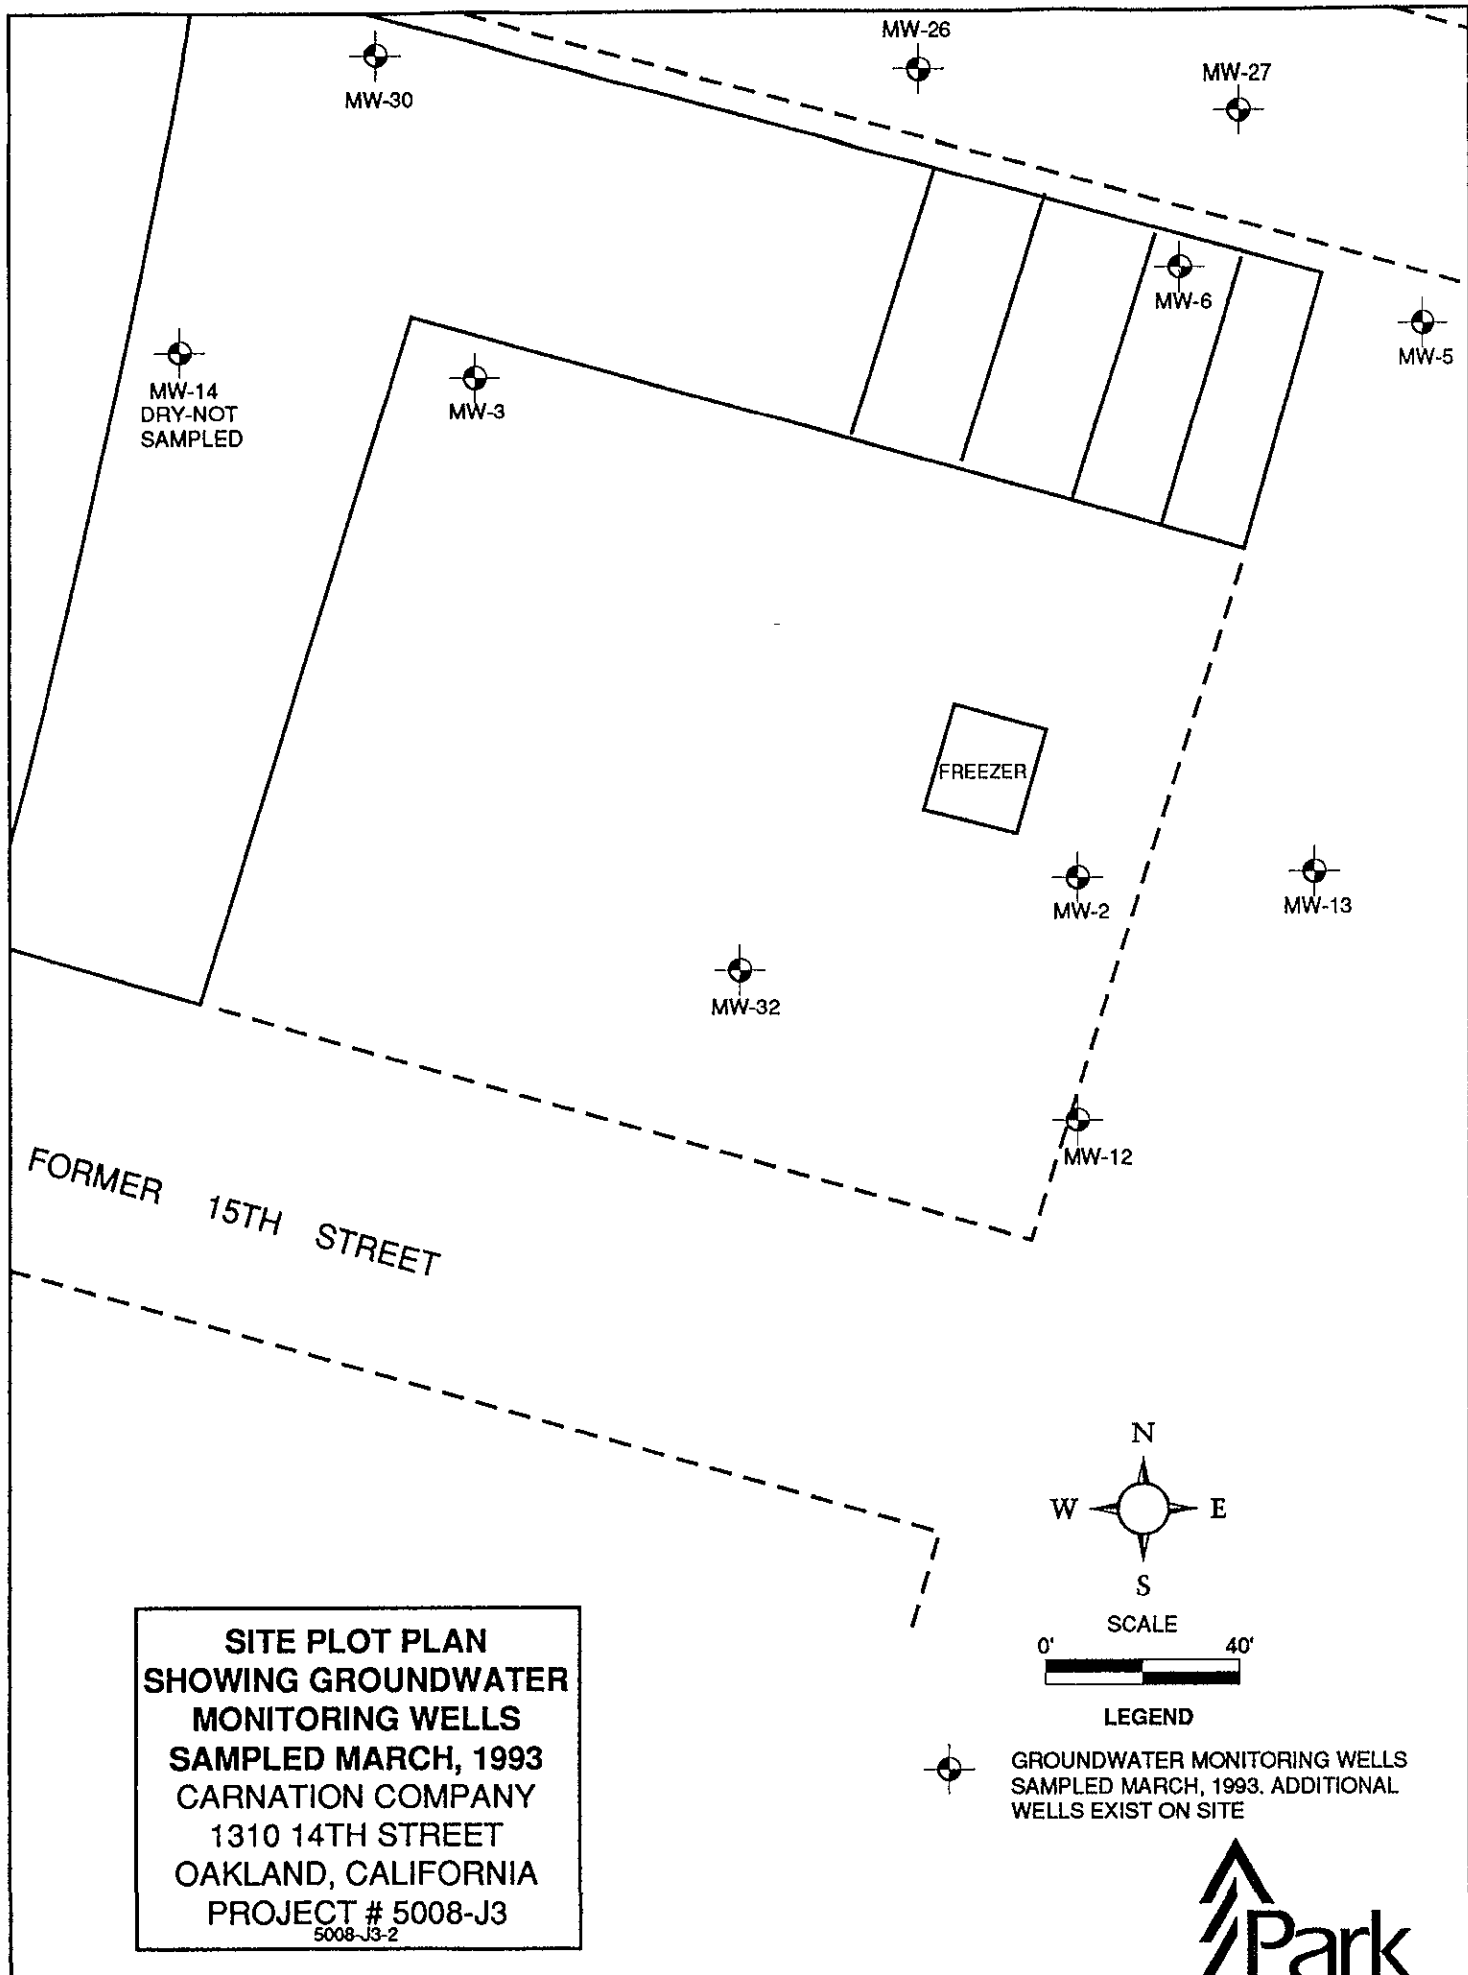 MW-26
MW-27
MW-30
MW-6
MW-5
MW-14
DRY-NOT
SAMPLED
MW-3
FREEZER
MW-2
MW-13
MW-32
MW-12
FORMER 15TH STREET
N
W E
S
SCALE
0' 40'
LEGEND
GROUNDWATER MONITORING WELLS
SAMPLED MARCH, 1993. ADDITIONAL
WELLS EXIST ON SITE
SITE PLOT PLAN
SHOWING GROUNDWATER
MONITORING WELLS
SAMPLED MARCH, 1993
CARNATION COMPANY
1310 14TH STREET
OAKLAND, CALIFORNIA
PROJECT # 5008-J3
5008-J3-2
Park